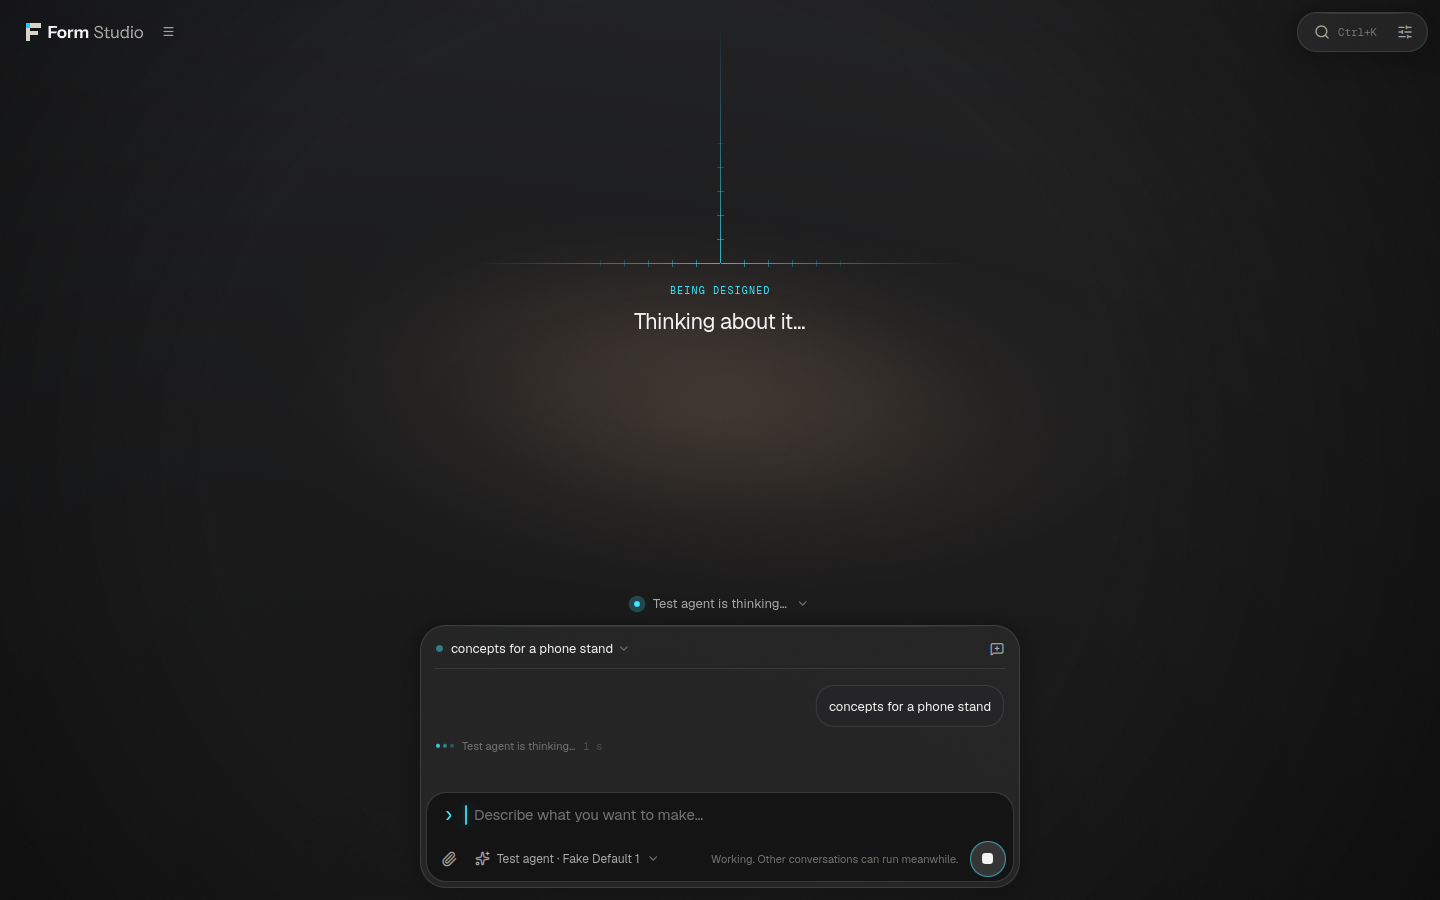 Form Studio
Ctrl+K
BEING DESIGNED
Thinking about it...
Test agent is thinking...
concepts for a phone stand
concepts for a phone stand
Test agent is thinking... 1 s
Describe what you want to make...
Test agent · Fake Default 1
Working. Other conversations can run meanwhile.